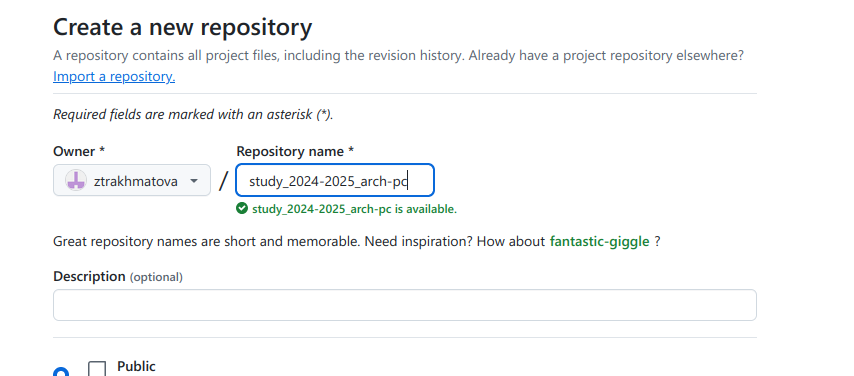 Create a new repository
A repository contains all project files, including the revision history. Already have a project repository elsewhere?
Import a repository.
Required fields are marked with an asterisk (*).
Owner * Repository name *
ztrakhmatova / study_2024-2025_arch-pc
study_2024-2025_arch-pc is available.
Great repository names are short and memorable. Need inspiration? How about fantastic-giggle ?
Description (optional)
Public